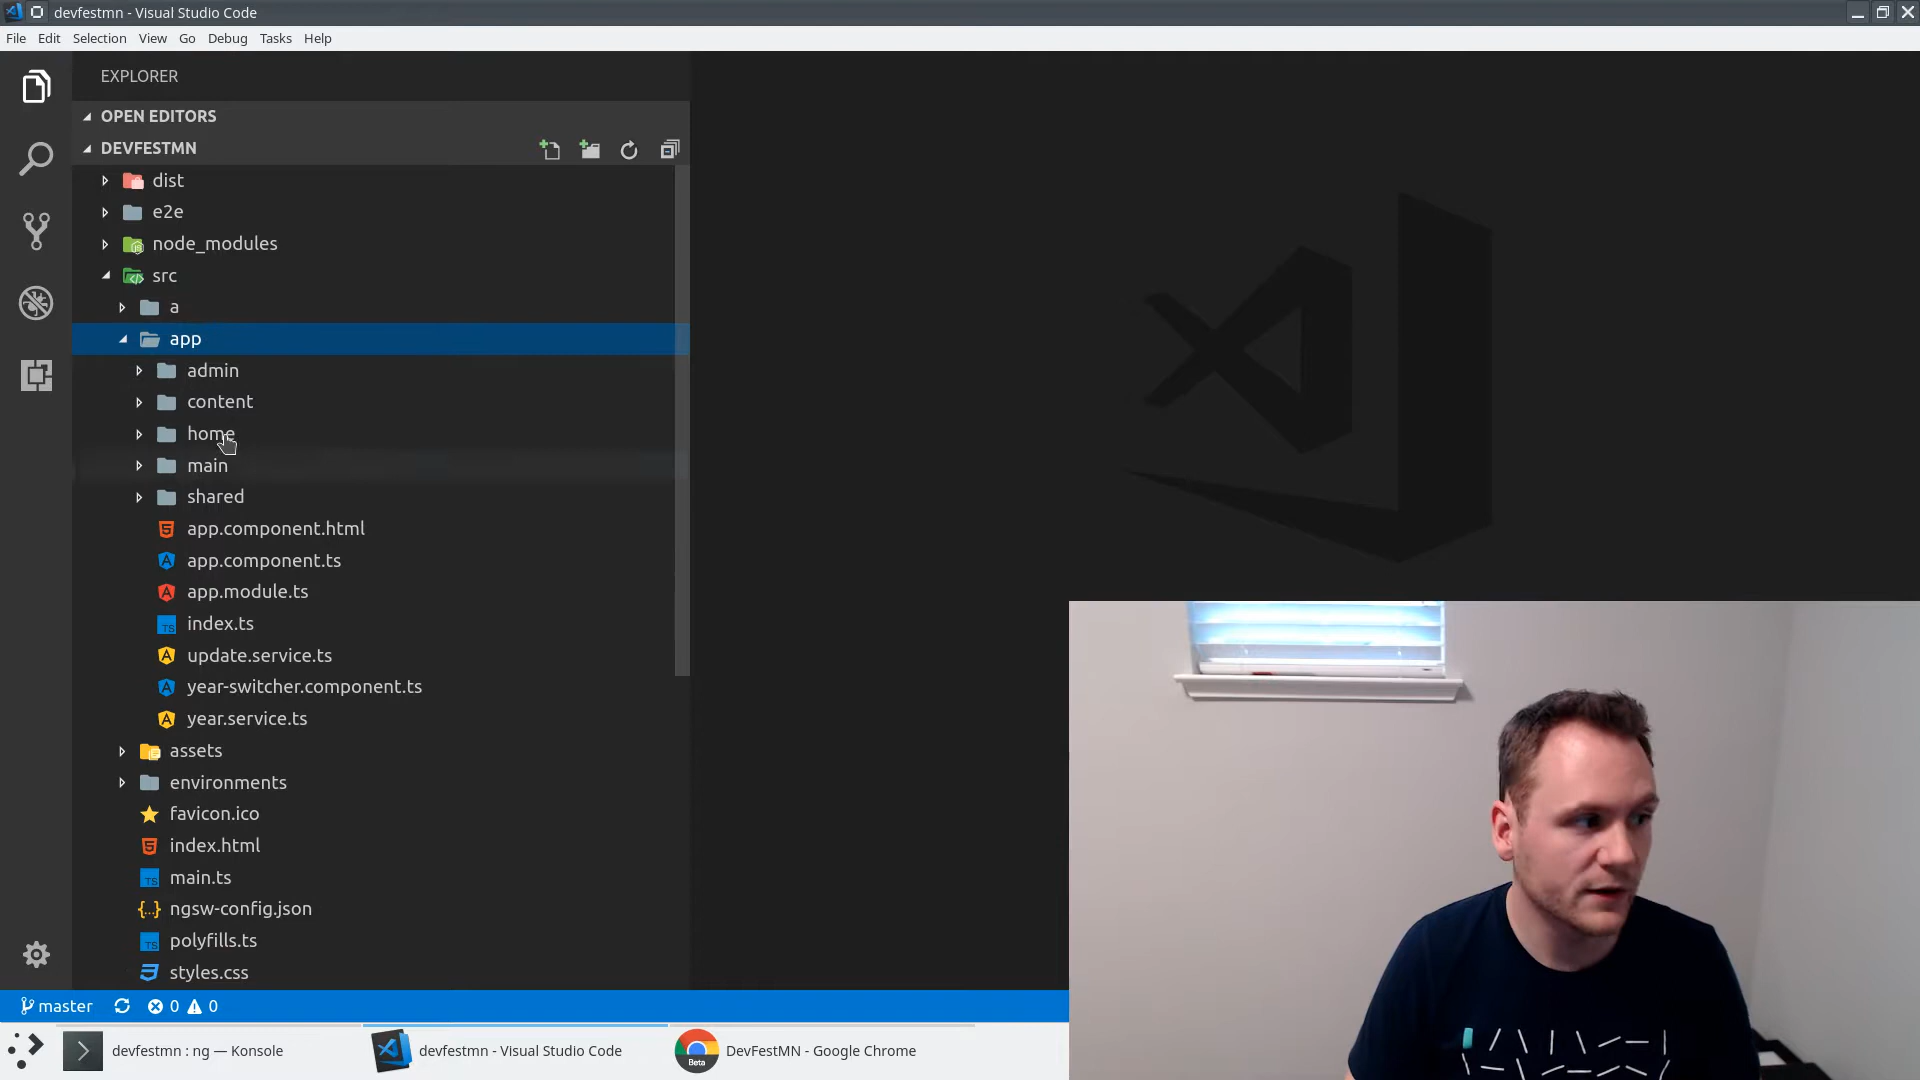 devfestmn - Visual Studio Code
File Edit Selection View Go Debug Tasks Help
EXPLORER
OPEN EDITORS
DEVFESTMN
dist
e2e
node_modules
src
a
app
admin
content
home
main
shared
app.component.html
app.component.ts
app.module.ts
index.ts
update.service.ts
year-switcher.component.ts
year.service.ts
assets
environments
favicon.ico
index.html
main.ts
ngsw-config.json
polyfills.ts
styles.css
master 0 0
devfestmn : ng — Konsole
devfestmn - Visual Studio Code
Beta
DevFestMN - Google Chrome